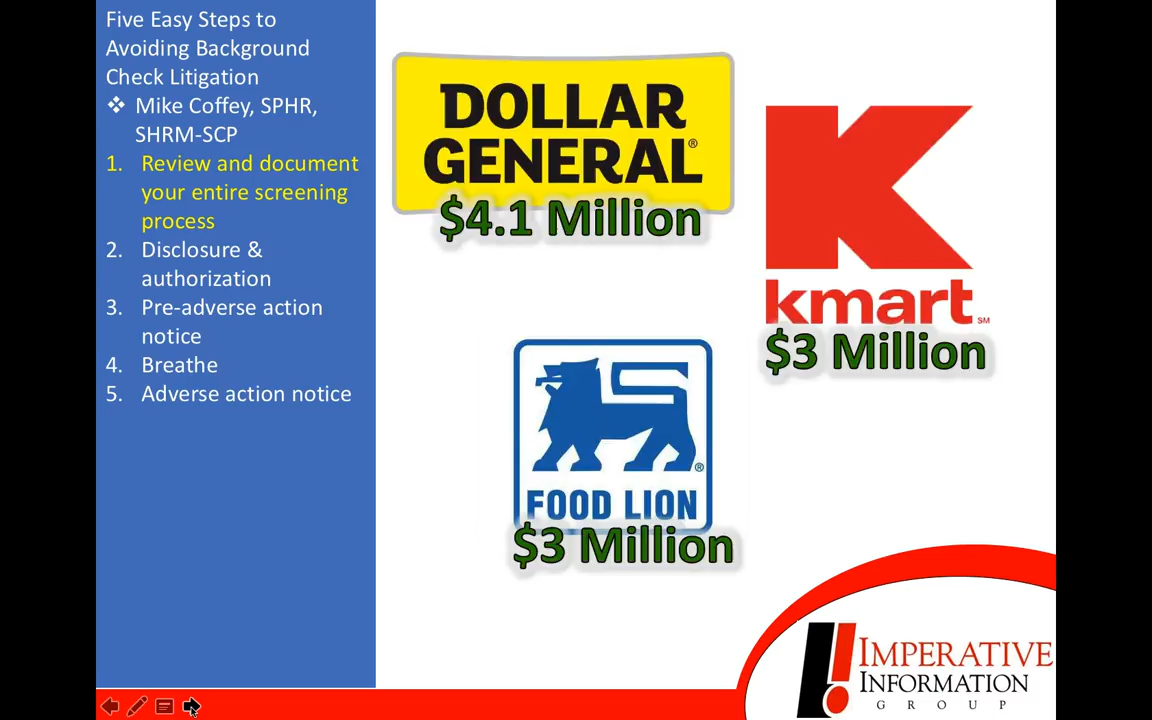 Five Easy Steps to
Avoiding Background
Check Litigation
❖ Mike Coffey, SPHR,
SHRM-SCP
1. Review and document
your entire screening
process
2. Disclosure &
authorization
3. Pre-adverse action
notice
4. Breathe
5. Adverse action notice
DOLLAR
GENERAL®
$4.1 Million
kmart SM
$3 Million
FOOD LION®
$3 Million
IMPERATIVE
INFORMATION
GROUP